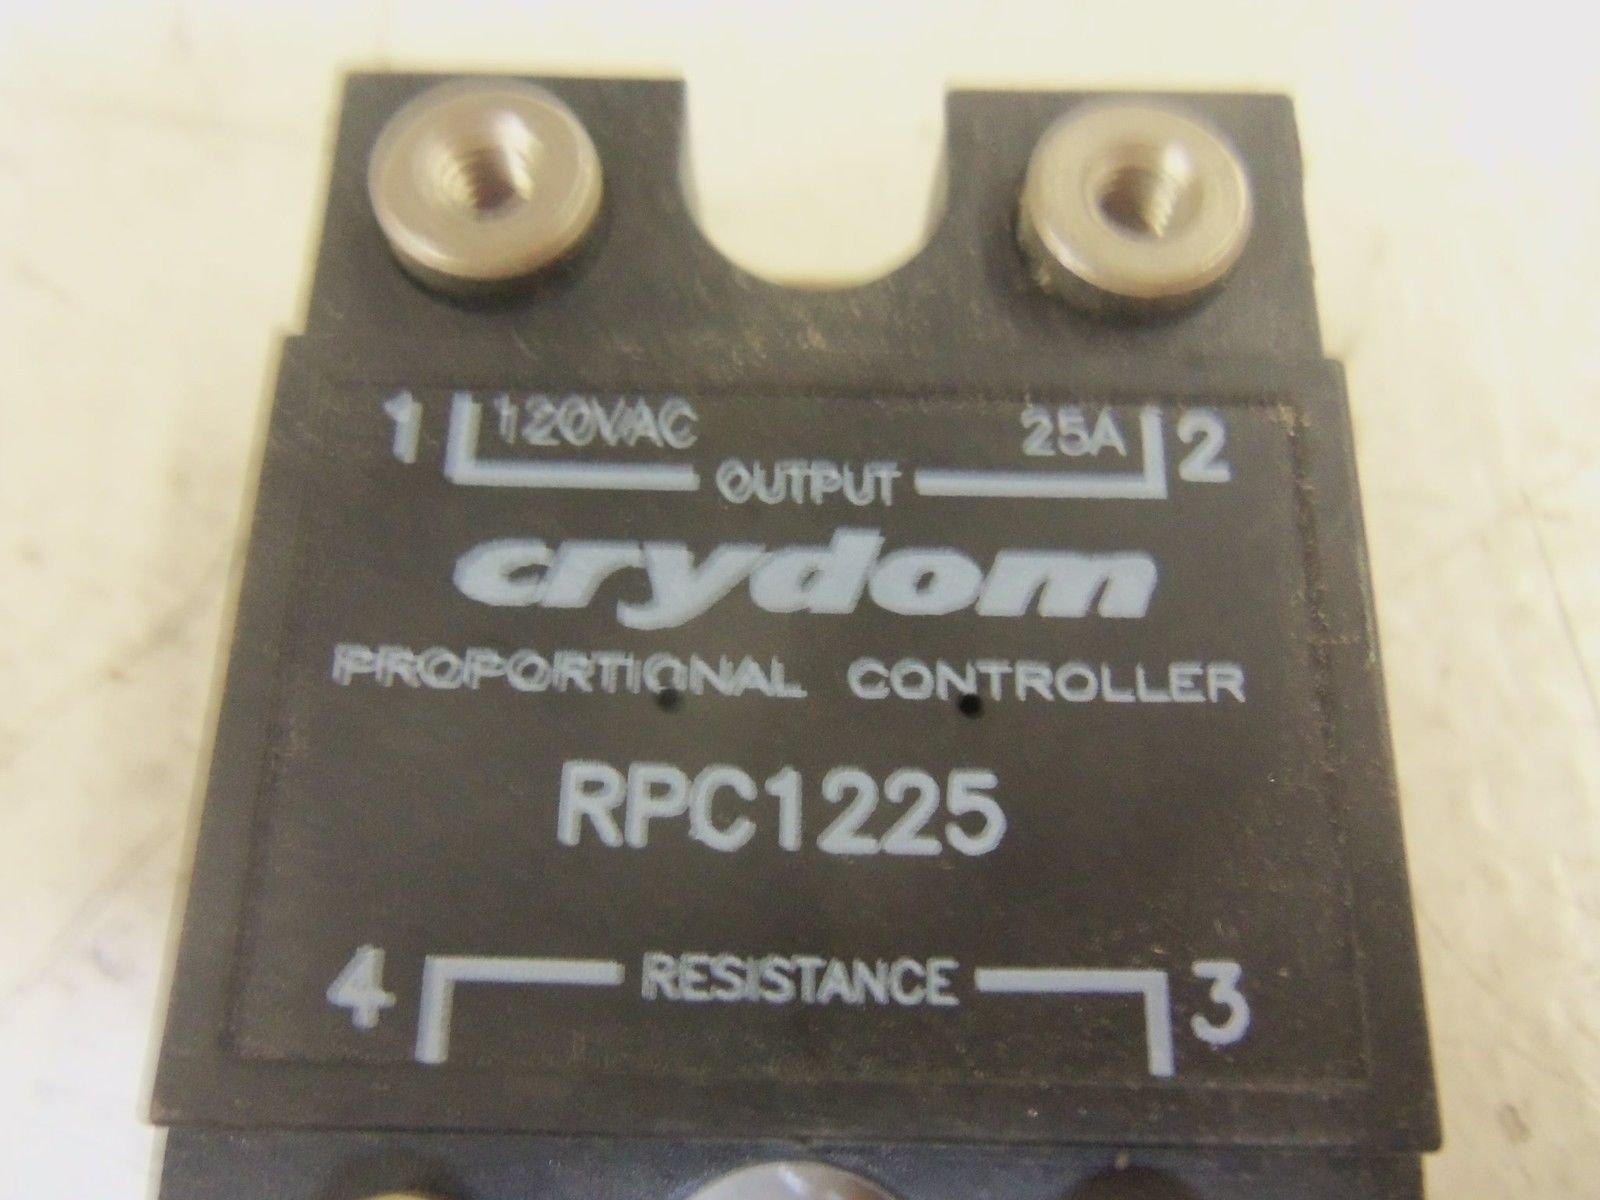 1 120VAC 25A 2
OUTPUT
crydom
PROPORTIONAL CONTROLLER
RPC1225
4 RESISTANCE 3